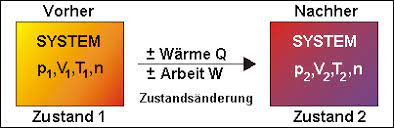 Vorher
SYSTEM
p₁,V₁,T₁,n
Zustand 1
± Wärme Q
± Arbeit W
Zustandsänderung
Nachher
SYSTEM
p₂,V₂,T₂,n
Zustand 2